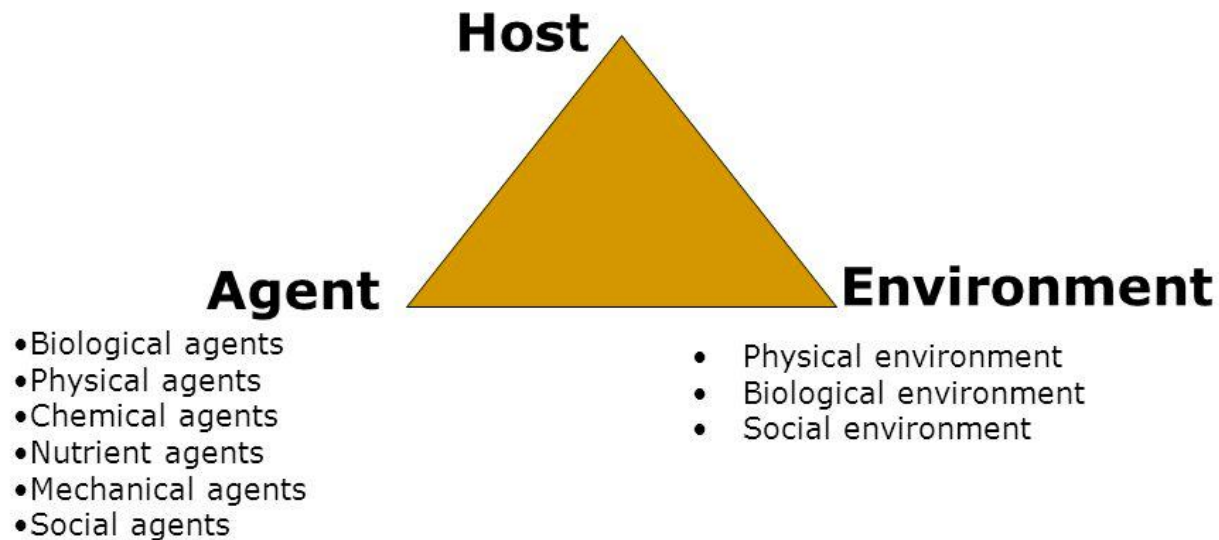 Host
Agent
•Biological agents
•Physical agents
•Chemical agents
•Nutrient agents
•Mechanical agents
•Social agents
Environment
• Physical environment
• Biological environment
• Social environment